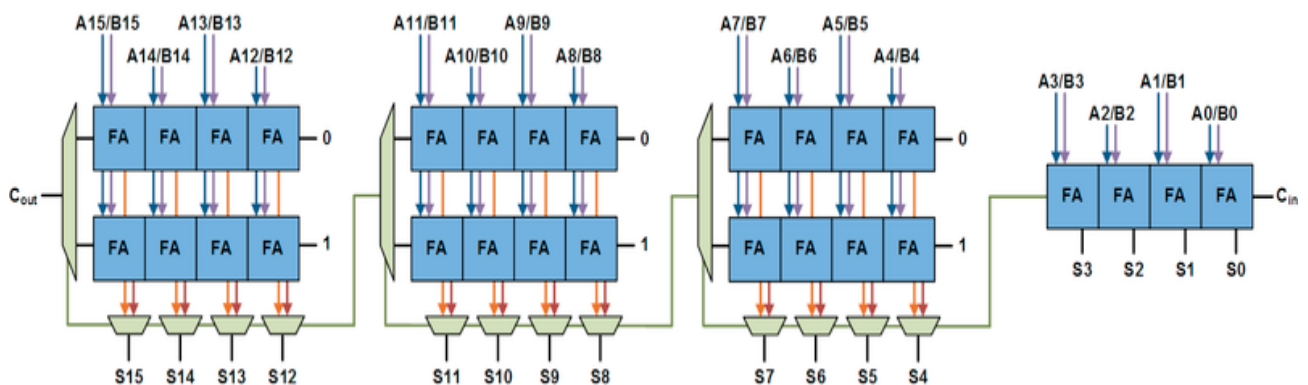 A15/B15 A13/B13 A11/B11 A9/B9 A7/B7 A5/B5
A14/B14 A12/B12 A10/B10 A8/B8 A6/B6 A4/B4
A3/B3 A1/B1
A2/B2 A0/B0
FA FA FA FA 0 FA FA FA FA 0 FA FA FA FA 0
C_out FA FA FA FA C_in
FA FA FA FA 1 FA FA FA FA 1 FA FA FA FA 1
S3 S2 S1 S0
S15 S14 S13 S12 S11 S10 S9 S8 S7 S6 S5 S4